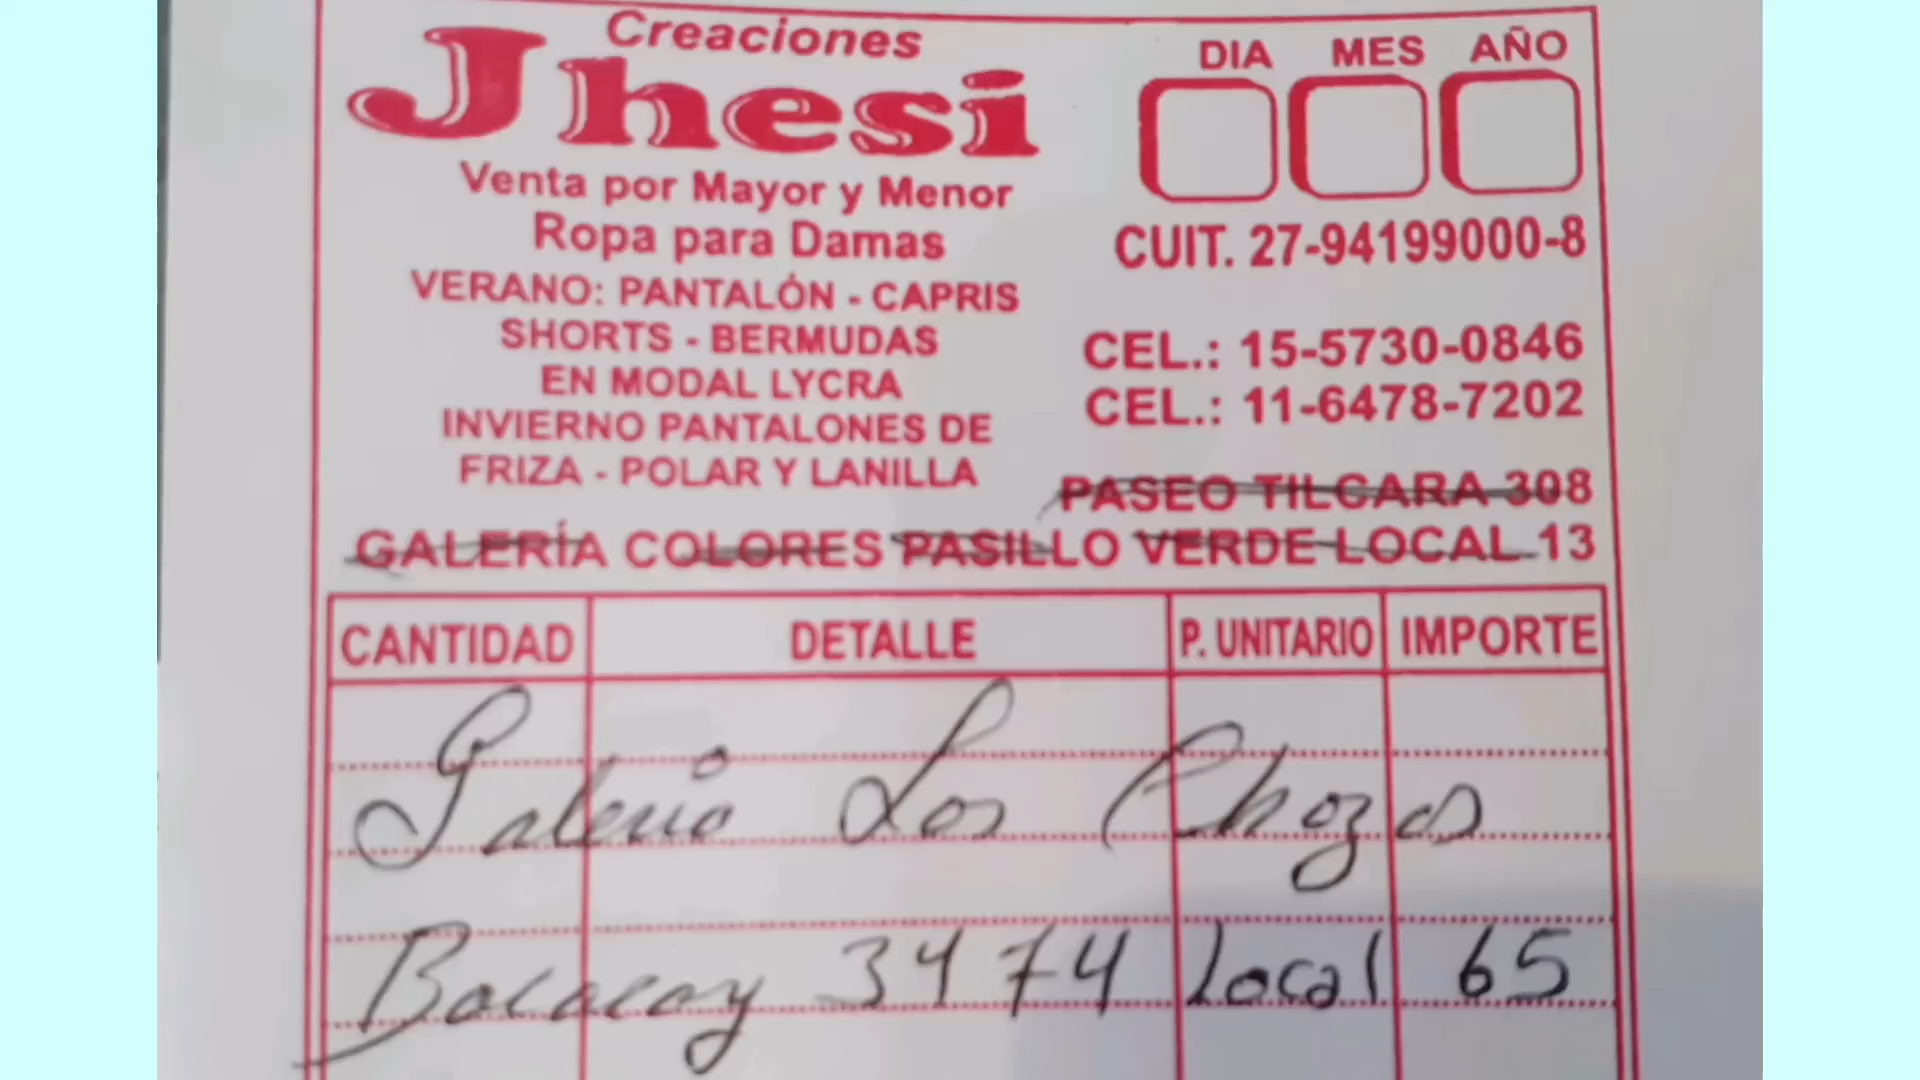 Creaciones
Jhesi
Venta por Mayor y Menor
Ropa para Damas
VERANO: PANTALÓN - CAPRIS
SHORTS - BERMUDAS
EN MODAL LYCRA
INVIERNO PANTALONES DE
FRIZA - POLAR Y LANILLA
DIA MES AÑO
CUIT. 27-94199000-8
CEL.: 15-5730-0846
CEL.: 11-6478-7202
PASEO TILCARA 308
GALERÍA COLORES PASILLO VERDE LOCAL 13
CANTIDAD DETALLE P. UNITARIO IMPORTE
Galeria Los Chozas
Bacacay 3474 Local 65